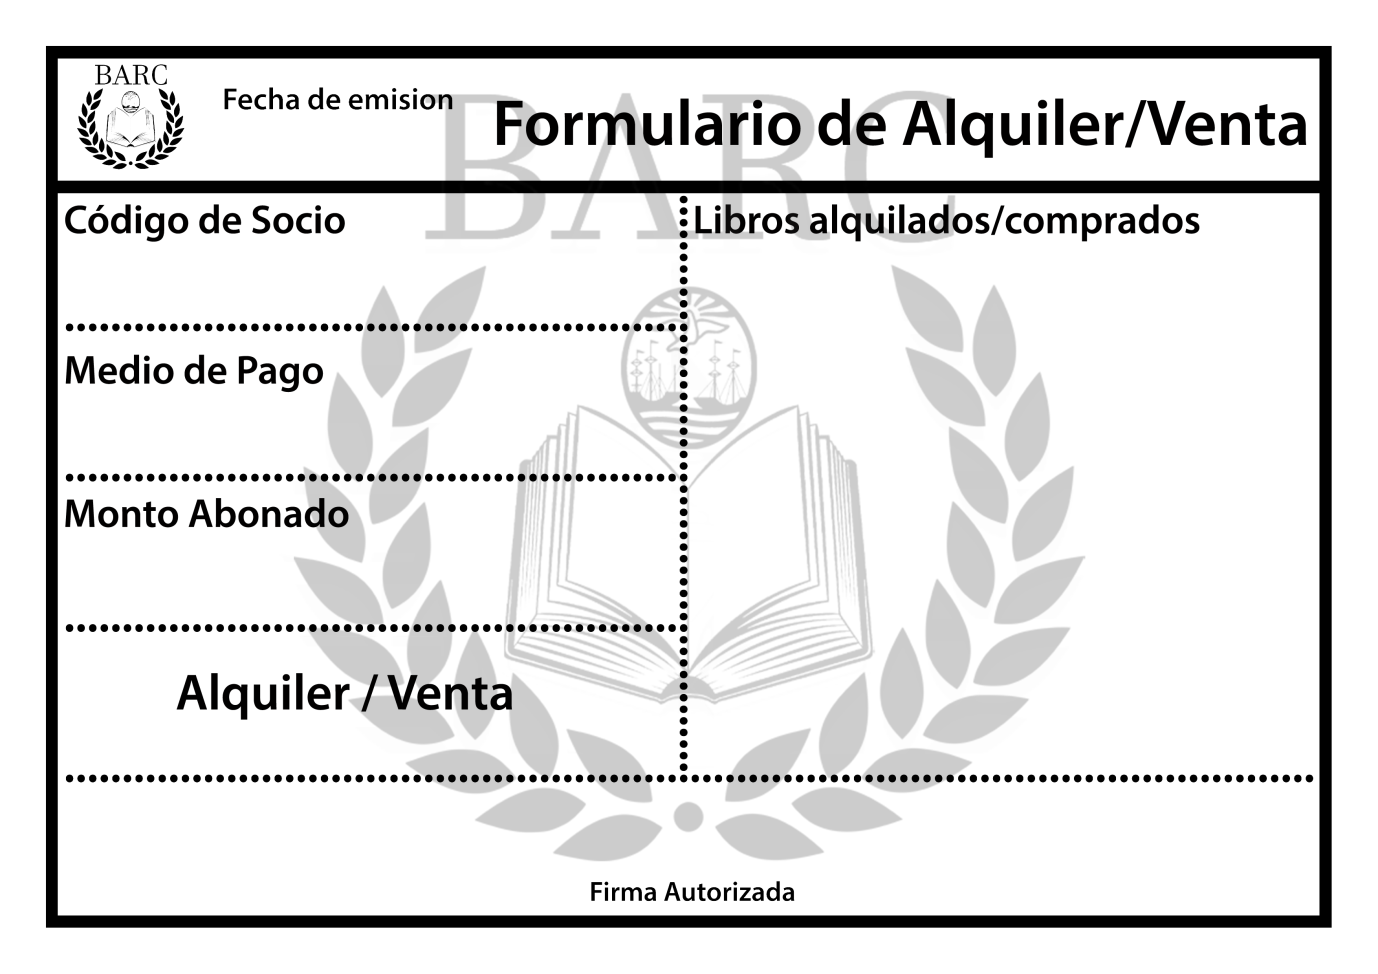 BARC
Fecha de emision
Formulario de Alquiler/Venta
BARC
Código de Socio
Libros alquilados/comprados
Medio de Pago
Monto Abonado
Alquiler / Venta
Firma Autorizada